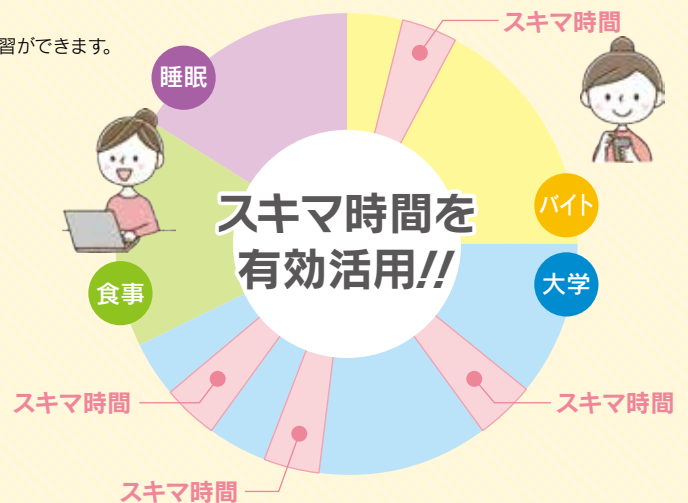 習ができます。
スキマ時間
睡眠
スキマ時間を
有効活用!!
バイト
大学
食事
スキマ時間
スキマ時間
スキマ時間